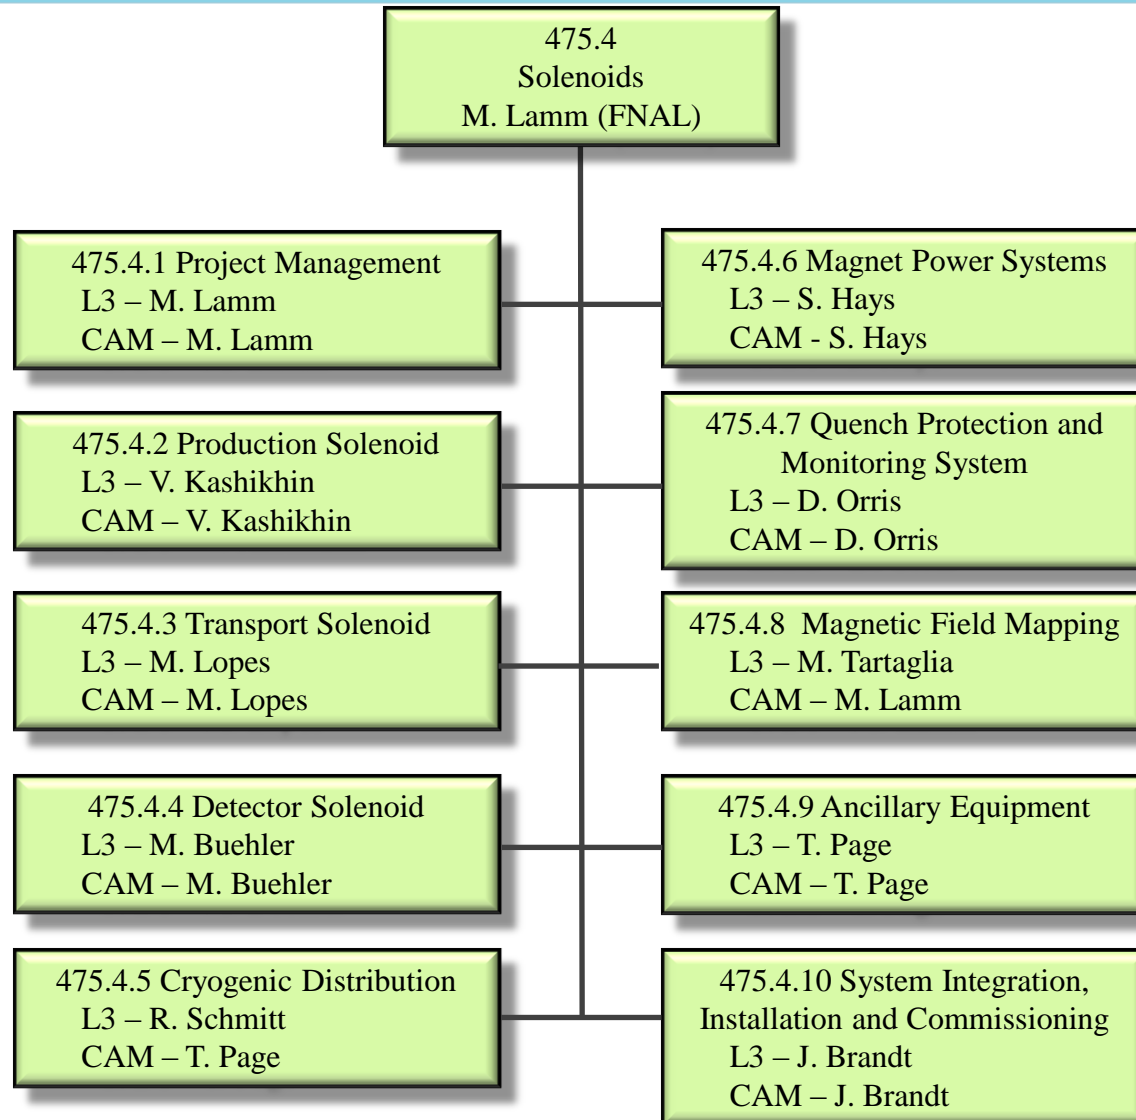 475.4
Solenoids
M. Lamm (FNAL)
475.4.1 Project Management
L3 – M. Lamm
CAM – M. Lamm
475.4.2 Production Solenoid
L3 – V. Kashikhin
CAM – V. Kashikhin
475.4.3 Transport Solenoid
L3 – M. Lopes
CAM – M. Lopes
475.4.4 Detector Solenoid
L3 – M. Buehler
CAM – M. Buehler
475.4.5 Cryogenic Distribution
L3 – R. Schmitt
CAM – T. Page
475.4.6 Magnet Power Systems
L3 – S. Hays
CAM - S. Hays
475.4.7 Quench Protection and
Monitoring System
L3 – D. Orris
CAM – D. Orris
475.4.8 Magnetic Field Mapping
L3 – M. Tartaglia
CAM – M. Lamm
475.4.9 Ancillary Equipment
L3 – T. Page
CAM – T. Page
475.4.10 System Integration,
Installation and Commissioning
L3 – J. Brandt
CAM – J. Brandt